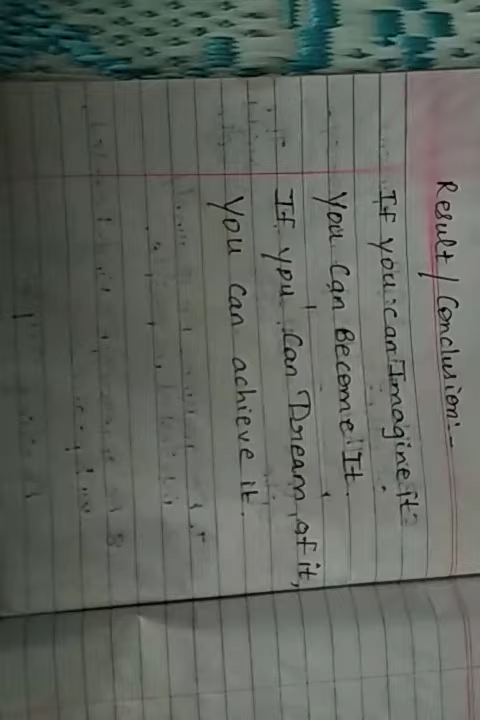 Result / Conclusion:-
If you can Imagine it
You Can Become It.
If you Can Dream of it,
You can achieve it.